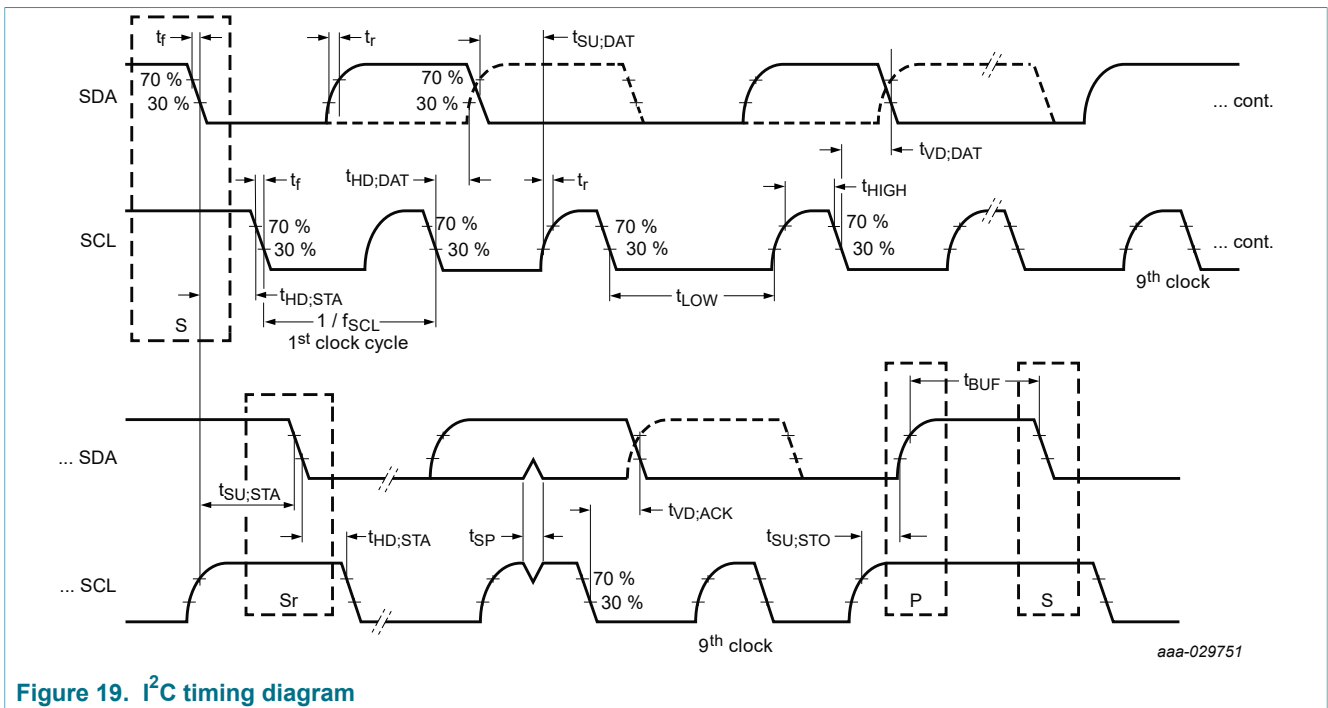 tf
tr
tSU;DAT
70 %
30 %
70 %
30 %
SDA
... cont.
tVD;DAT
tf
tHD;DAT
tr
tHIGH
70 %
30 %
70 %
30 %
70 %
30 %
70 %
30 %
SCL
... cont.
9th clock
tHD;STA
tLOW
S
1 / fSCL
1st clock cycle
tBUF
... SDA
tSU;STA
tVD;ACK
tHD;STA
tSP
tSU;STO
70 %
30 %
... SCL
Sr
P
S
9th clock
aaa-029751
Figure 19. I2C timing diagram